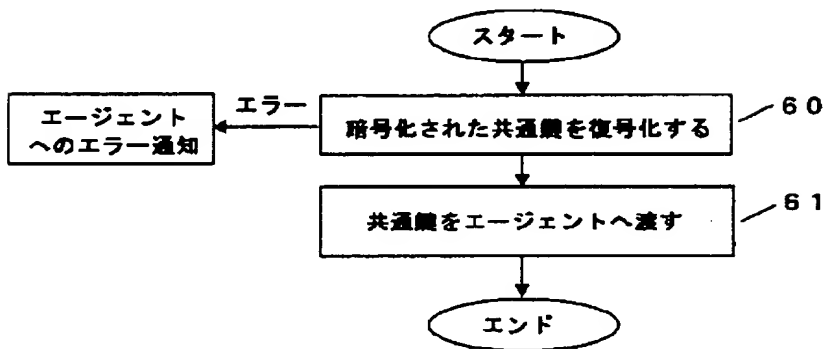 スタート
エラー
エージェント
へのエラー通知
暗号化された共通鍵を復号化する
60
共通鍵をエージェントへ渡す
61
エンド